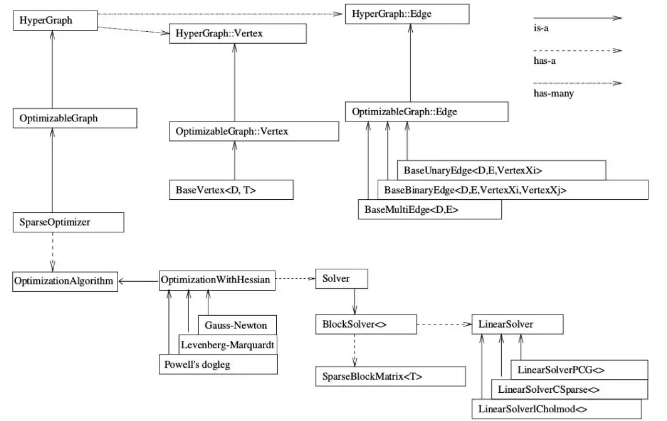 HyperGraph
HyperGraph::Edge
is-a
HyperGraph::Vertex
has-a
has-many
OptimizableGraph
OptimizableGraph::Edge
OptimizableGraph::Vertex
BaseUnaryEdge<D,E,VertexXi>
BaseVertex<D, T>
BaseBinaryEdge<D,E,VertexXi,VertexXj>
BaseMultiEdge<D,E>
SparseOptimizer
OptimizationAlgorithm
OptimizationWithHessian
Solver
Gauss-Newton
BlockSolver<>
LinearSolver
Levenberg-Marquardt
Powell's dogleg
SparseBlockMatrix<T>
LinearSolverPCG<>
LinearSolverCSparse<>
LinearSolverlCholmod<>